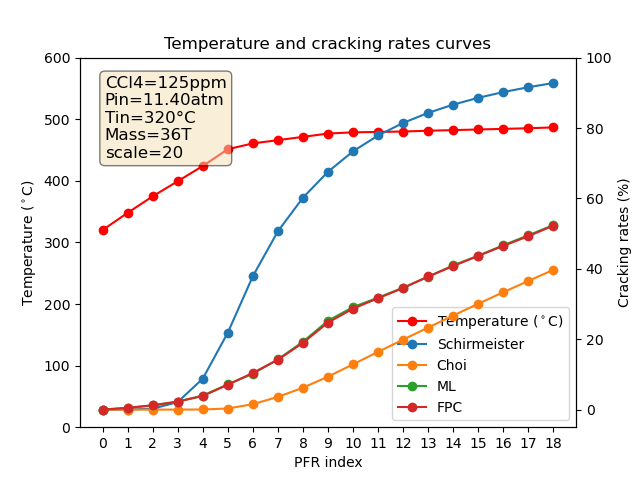 Temperature and cracking rates curves
CCl4=125ppm
Pin=11.40atm
Tin=320°C
Mass=36T
scale=20
Temperature (°C)
600
500
400
300
200
100
0
100
80
60
40
20
0
Cracking rates (%)
Temperature (°C)
Schirmeister
Choi
ML
FPC
0 1 2 3 4 5 6 7 8 9 10 11 12 13 14 15 16 17 18
PFR index